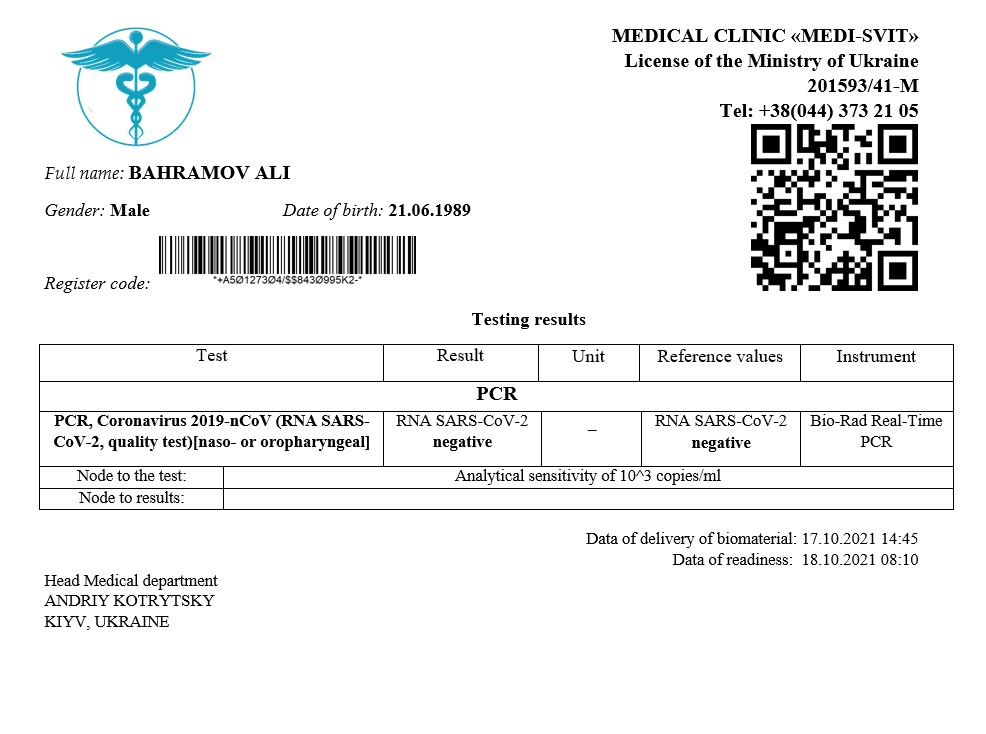 MEDICAL CLINIC «MEDI-SVIT»
License of the Ministry of Ukraine
201593/41-M
Tel: +38(044) 373 21 05
Full name: BAHRAMOV ALI
Gender: Male Date of birth: 21.06.1989
Register code: *+A5Ø1273Ø4/$$843Ø995K2-*
Testing results
Test Result Unit Reference values Instrument
PCR
PCR, Coronavirus 2019-nCoV (RNA SARS- RNA SARS-CoV-2 – RNA SARS-CoV-2 Bio-Rad Real-Time
CoV-2, quality test)[naso- or oropharyngeal] negative negative PCR
Node to the test: Analytical sensitivity of 10^3 copies/ml
Node to results:
Data of delivery of biomaterial: 17.10.2021 14:45
Data of readiness: 18.10.2021 08:10
Head Medical department
ANDRIY KOTRYTSKY
KIYV, UKRAINE